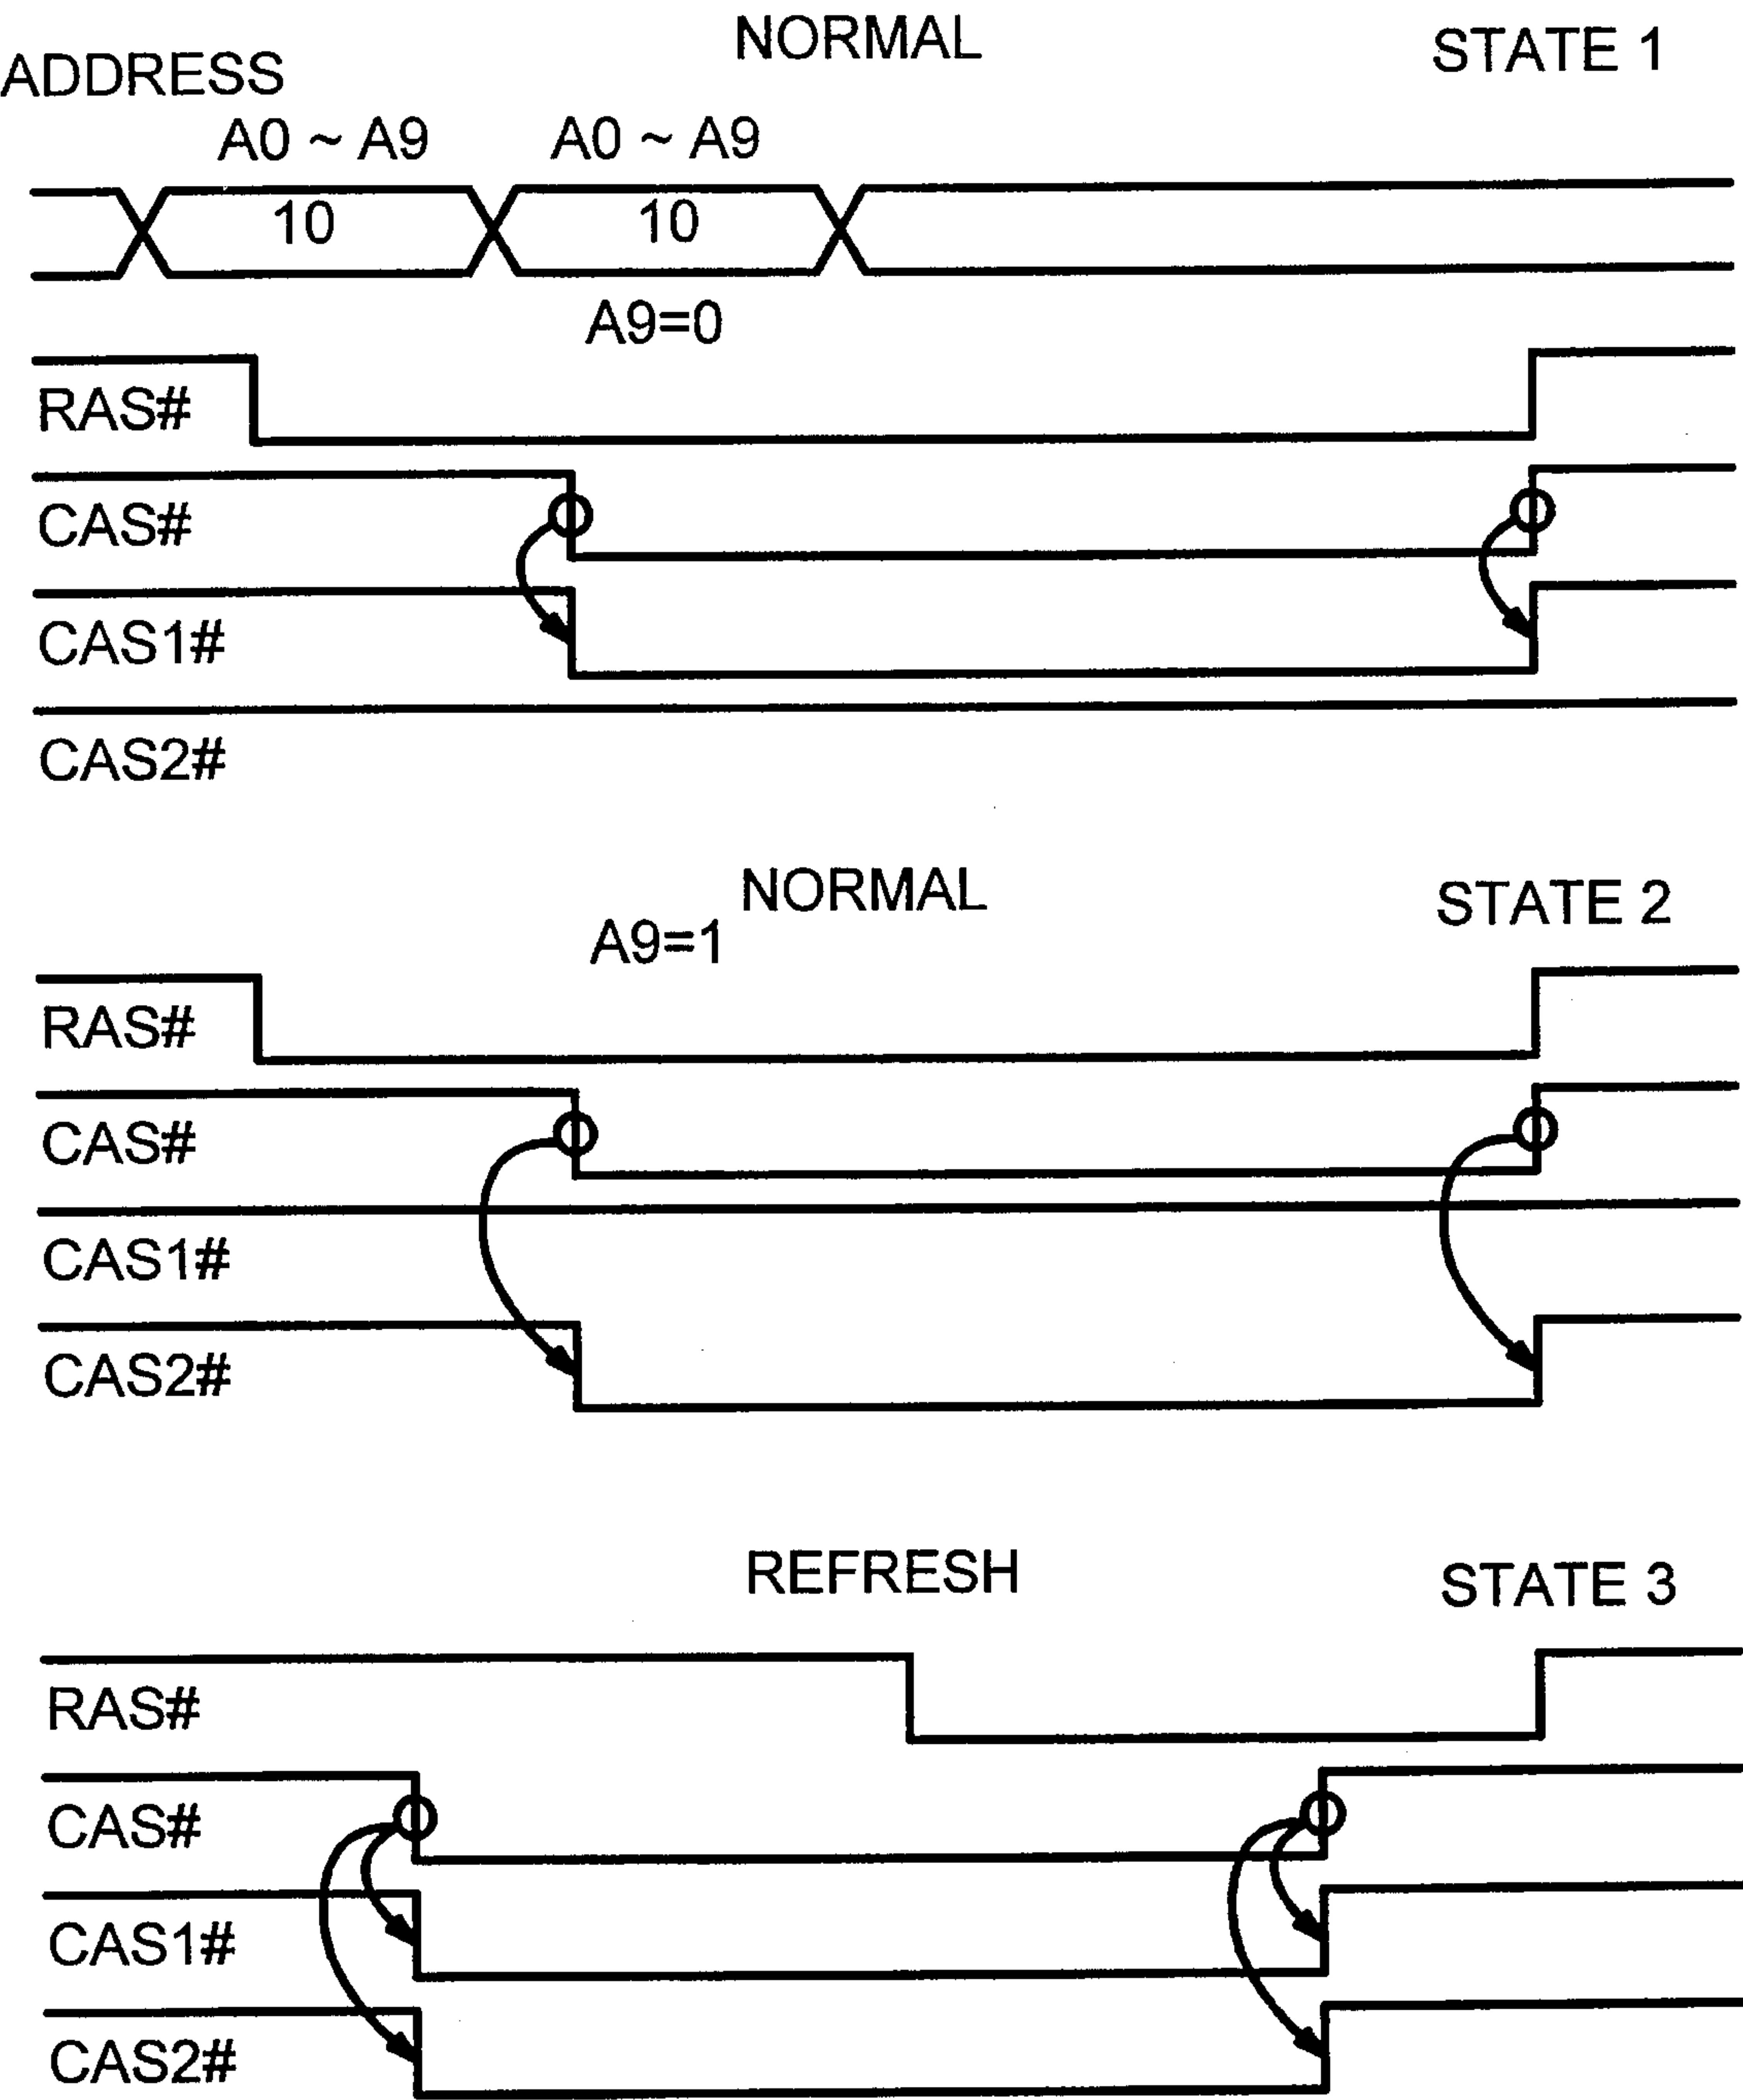 NORMAL STATE 1
ADDRESS
A0 ~ A9 A0 ~ A9
10 10
A9=0
RAS#
CAS#
CAS1#
CAS2#
NORMAL STATE 2
A9=1
RAS#
CAS#
CAS1#
CAS2#
REFRESH STATE 3
RAS#
CAS#
CAS1#
CAS2#